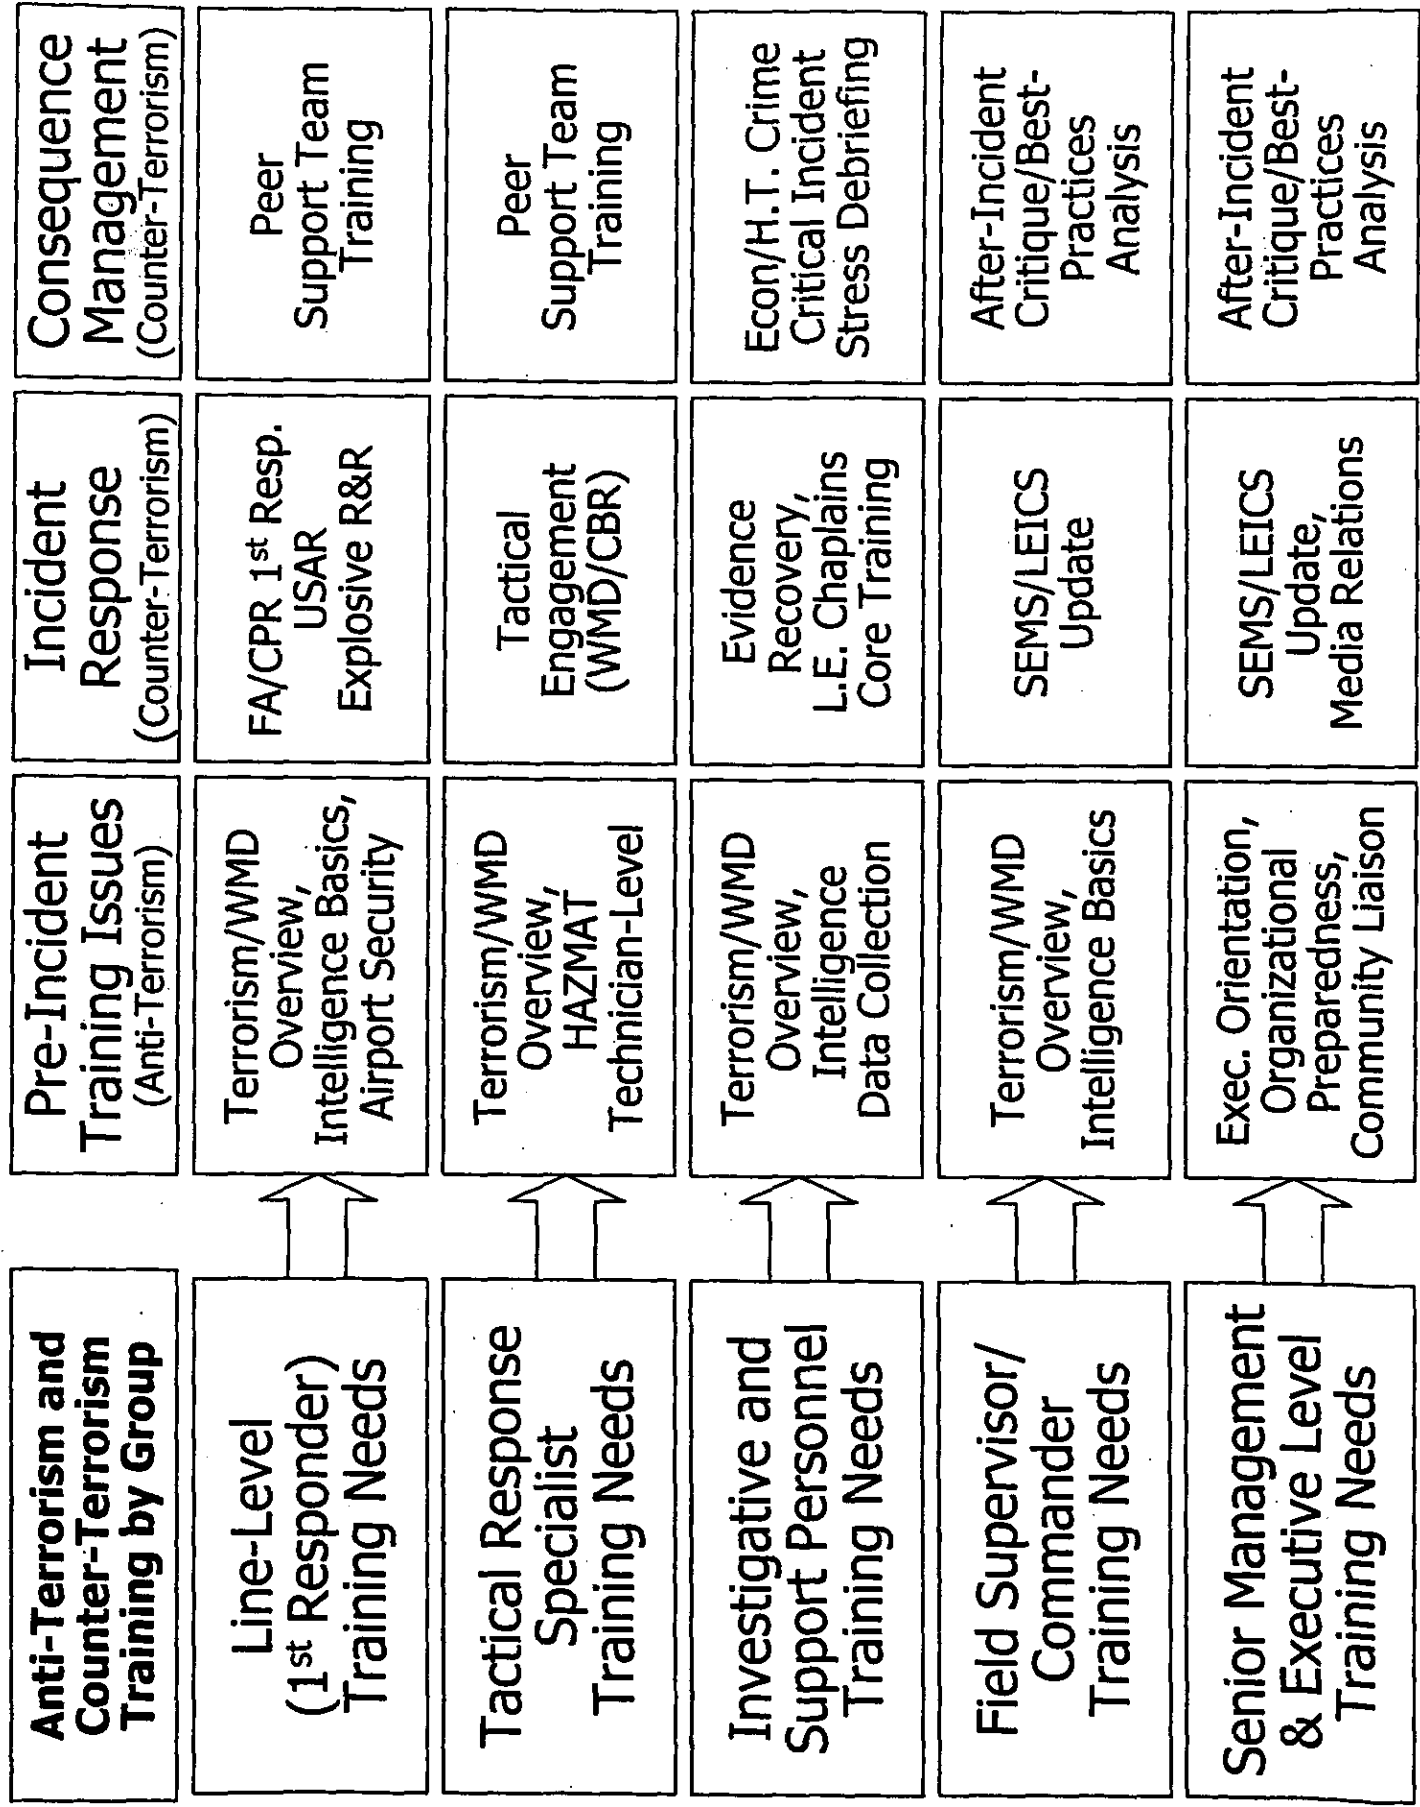 Anti-Terrorism and
Counter-Terrorism
Training by Group
Pre-Incident
Training Issues
(Anti-Terrorism)
Incident
Response
(Counter-Terrorism)
Consequence
Management
(Counter-Terrorism)
Line-Level
(1st Responder)
Training Needs
Terrorism/WMD
Overview,
Intelligence Basics,
Airport Security
FA/CPR 1st Resp.
USAR
Explosive R&R
Peer
Support Team
Training
Tactical Response
Specialist
Training Needs
Terrorism/WMD
Overview,
HAZMAT
Technician-Level
Tactical
Engagement
(WMD/CBR)
Peer
Support Team
Training
Investigative and
Support Personnel
Training Needs
Terrorism/WMD
Overview,
Intelligence
Data Collection
Evidence
Recovery,
L.E. Chaplains
Core Training
Econ/H.T. Crime
Critical Incident
Stress Debriefing
Field Supervisor/
Commander
Training Needs
Terrorism/WMD
Overview,
Intelligence Basics
SEMS/LEICS
Update
After-Incident
Critique/Best-
Practices
Analysis
Senior Management
& Executive Level
Training Needs
Exec. Orientation,
Organizational
Preparedness,
Community Liaison
SEMS/LEICS
Update,
Media Relations
After-Incident
Critique/Best-
Practices
Analysis